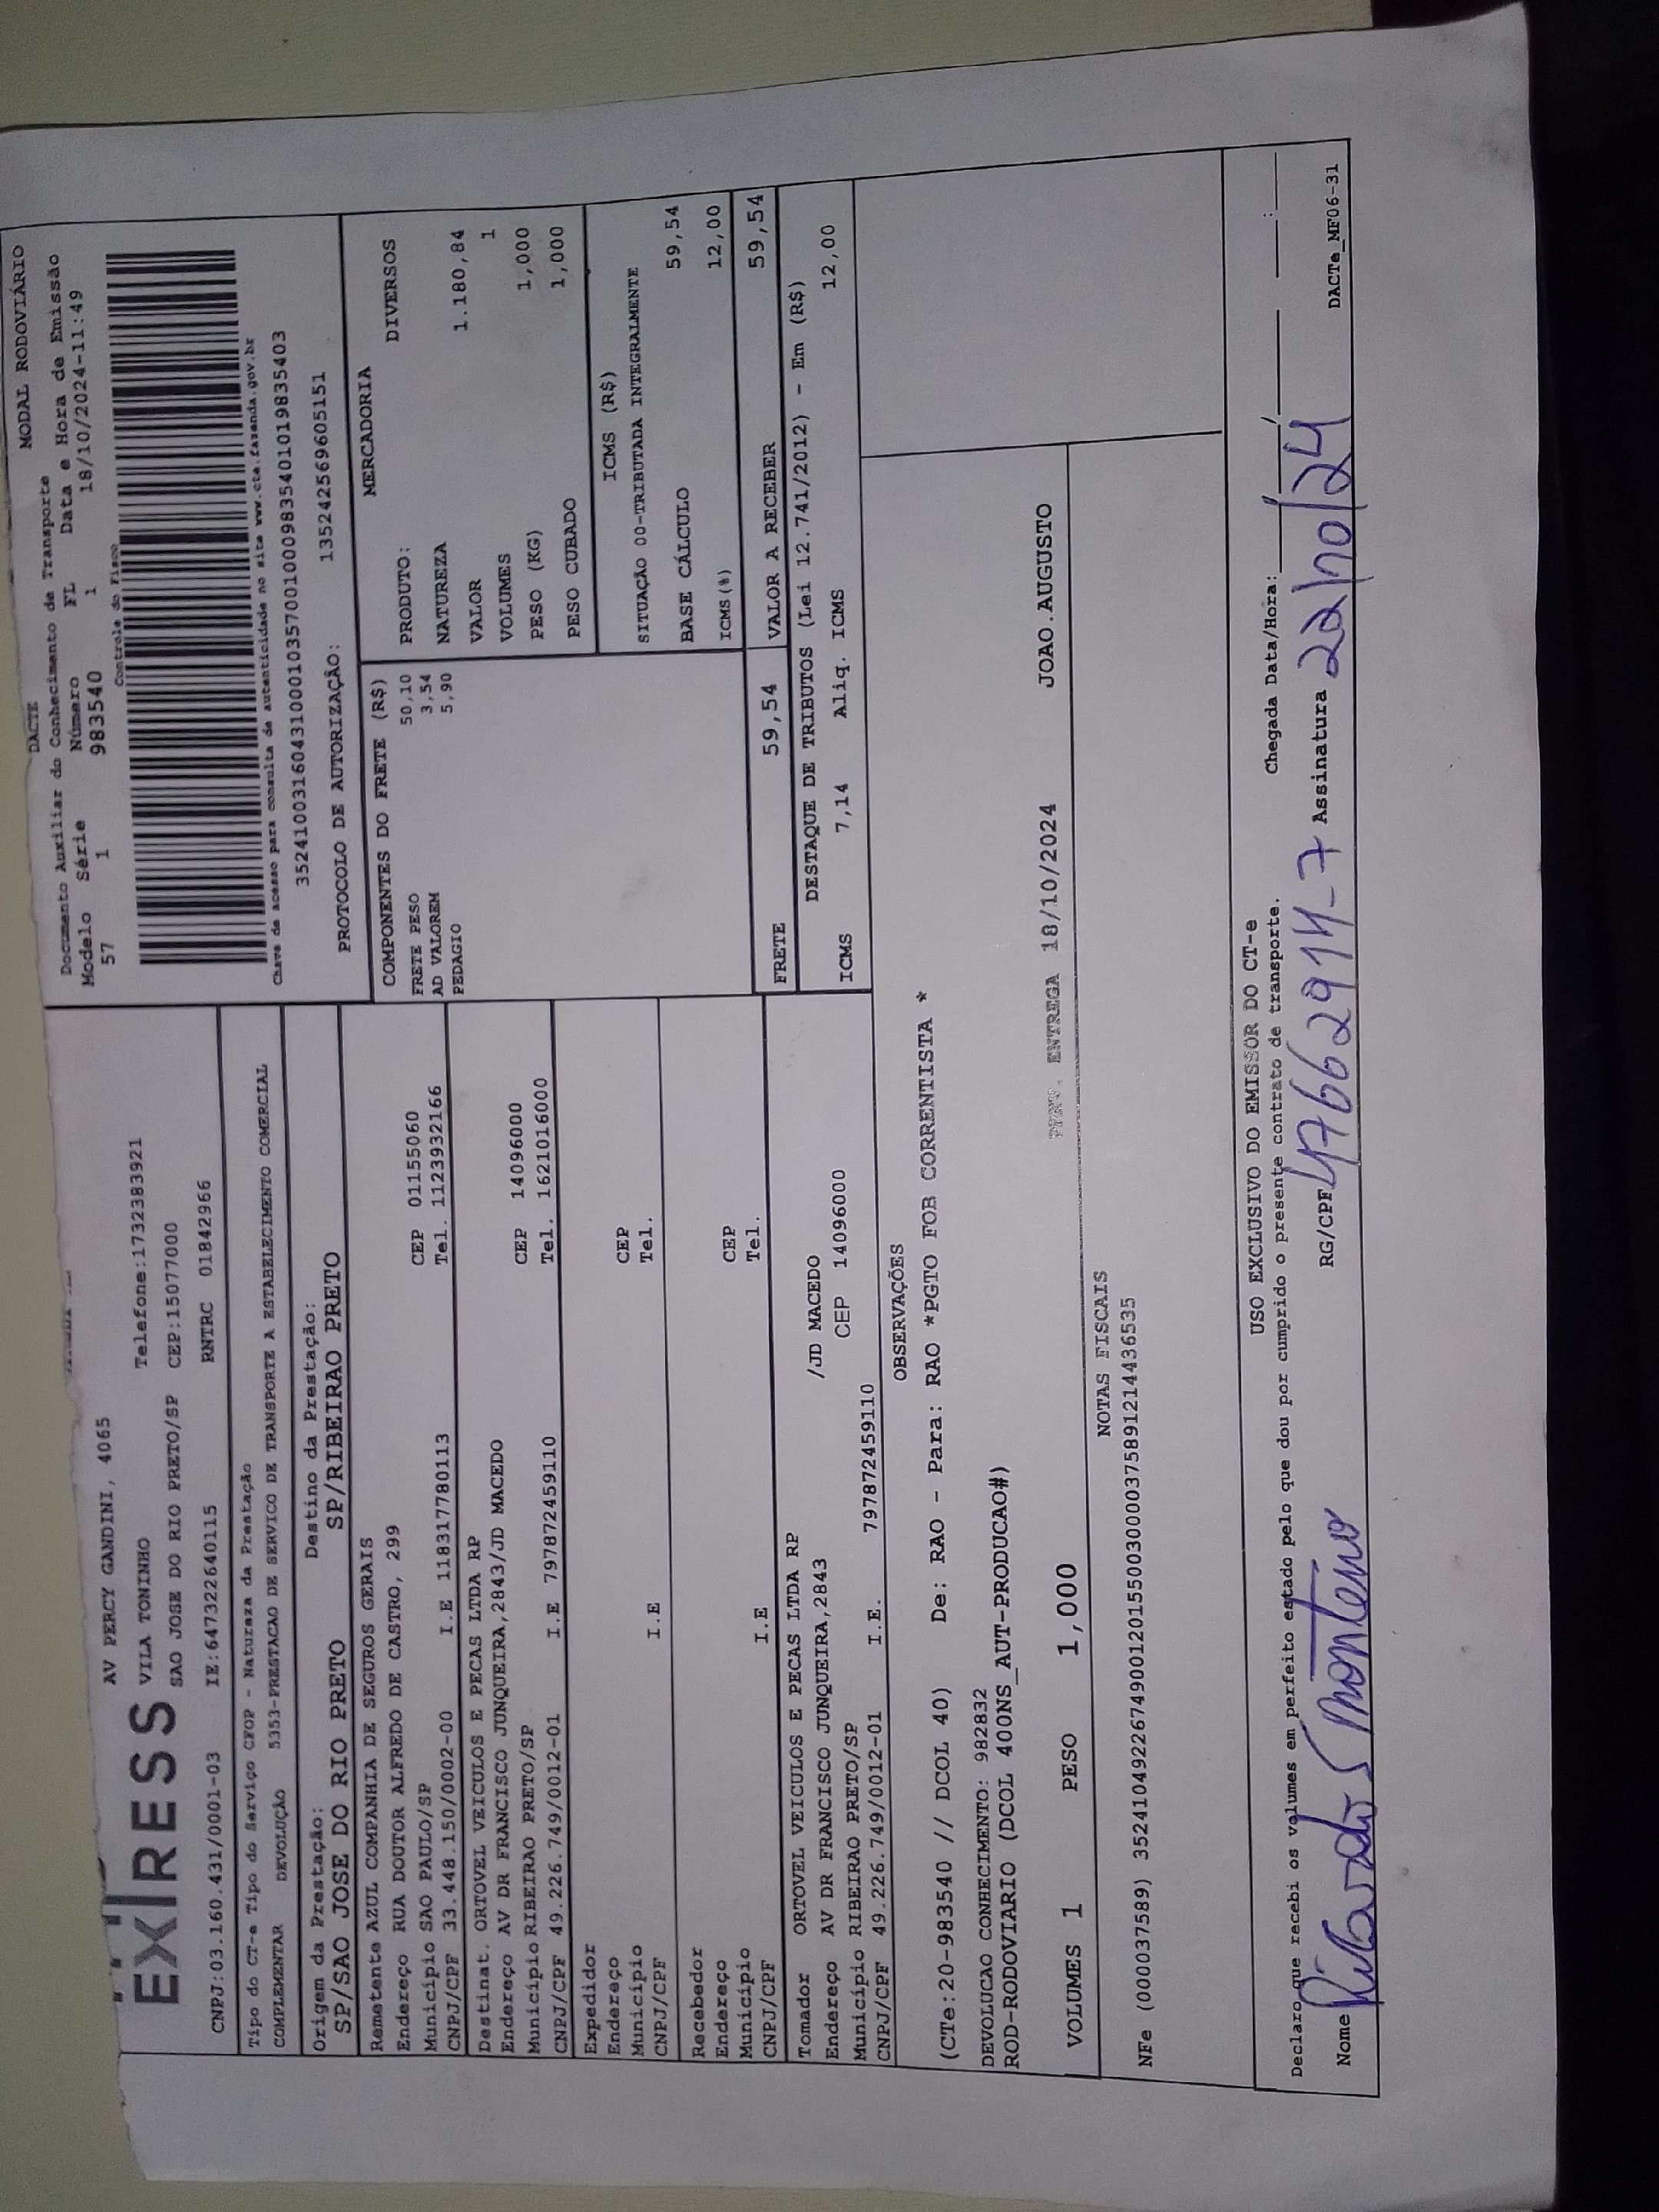 EXPRESS
AV PERCY GANDINI, 4065
VILA TONINHO Telefone:1732383921
SAO JOSE DO RIO PRETO/SP CEP:15077000
CNPJ:03.160.431/0001-03 IE:647322640115 RNTRC 01842966
DACTE MODAL RODOVIÁRIO
Documento Auxiliar do Conhecimento de Transporte
Modelo Série Número FL Data e Hora de Emissão
57 1 983540 1 18/10/2024-11:49
Controle do Fisco
Chave de acesso para consulta de autenticidade no site www.cte.fazenda.gov.br
35241003160431000103570010009835401019835403
PROTOCOLO DE AUTORIZAÇÃO: 135242569605151
Tipo do CT-e Tipo do Serviço CFOP - Naturaza da Prestação
COMPLEMENTAR DEVOLUÇÃO 5353-PRESTACAO DE SERVICO DE TRANSPORTE A ESTABELECIMENTO COMERCIAL
Origem da Prestação: Destino da Prestação:
SP/SAO JOSE DO RIO PRETO SP/RIBEIRAO PRETO
Remetente AZUL COMPANHIA DE SEGUROS GERAIS
Endereço RUA DOUTOR ALFREDO DE CASTRO, 299
Município SAO PAULO/SP CEP 01155060
CNPJ/CPF 33.448.150/0002-00 I.E 118317780113 Tel. 1123932166
Destinat. ORTOVEL VEICULOS E PECAS LTDA RP
Endereço AV DR FRANCISCO JUNQUEIRA,2843/JD MACEDO
Município RIBEIRAO PRETO/SP CEP 14096000
CNPJ/CPF 49.226.749/0012-01 I.E 797872459110 Tel. 1621016000
Expedidor
Endereço
Município CEP
CNPJ/CPF I.E Tel.
Recebedor
Endereço
Município CEP
CNPJ/CPF I.E Tel.
Tomador ORTOVEL VEICULOS E PECAS LTDA RP
Endereço AV DR FRANCISCO JUNQUEIRA,2843 /JD MACEDO
Município RIBEIRAO PRETO/SP CEP 14096000
CNPJ/CPF 49.226.749/0012-01 I.E. 797872459110
COMPONENTES DO FRETE (R$)
FRETE PESO 50,10
AD VALOREM 3,54
PEDAGIO 5,90
MERCADORIA
PRODUTO: DIVERSOS
NATUREZA
VALOR 1.180,84
VOLUMES 1
PESO (KG) 1,000
PESO CUBADO 1,000
ICMS (R$)
SITUAÇÃO 00-TRIBUTADA INTEGRALMENTE
BASE CÁLCULO 59,54
ICMS(%) 12,00
FRETE 59,54 VALOR A RECEBER 59,54
DESTAQUE DE TRIBUTOS (Lei 12.741/2012) - Em (R$)
ICMS 7,14 Aliq. ICMS 12,00
OBSERVAÇÕES
(CTe:20-983540 // DCOL 40) De: RAO - Para: RAO *PGTO FOB CORRENTISTA *
DEVOLUCAO CONHECIMENTO: 982832
ROD-RODOVIARIO (DCOL 400NS_AUT-PRODUCAO#)
ENTREGA 18/10/2024 JOAO.AUGUSTO
VOLUMES 1 PESO 1,000
NOTAS FISCAIS
NFe (000037589) 35241049226749001201550030000375891214436535
USO EXCLUSIVO DO EMISSOR DO CT-e
Declaro que recebi os volumes em perfeito estado pelo que dou por cumprido o presente contrato de transporte. Chegada Data/Hora: ___/___/___ ___:___
Nome RG/CPF 47662914-7 Assinatura 22/10/24
DACTe_MF06-31